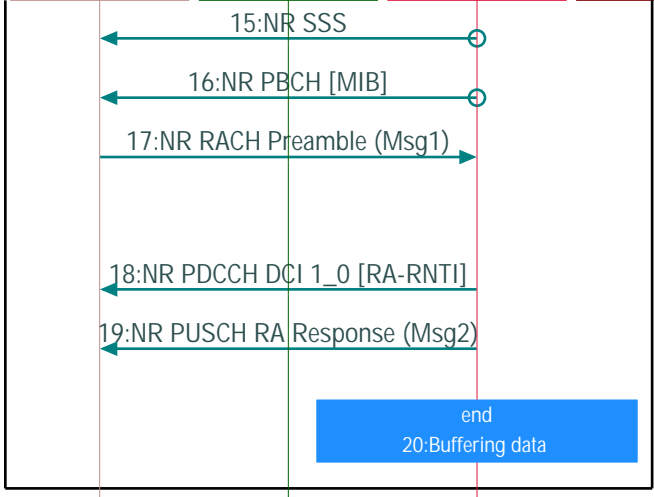 15:NR SSS
16:NR PBCH [MIB]
17:NR RACH Preamble (Msg1)
18:NR PDCCH DCI 1_0 [RA-RNTI]
19:NR PUSCH RA Response (Msg2)
end
20:Buffering data